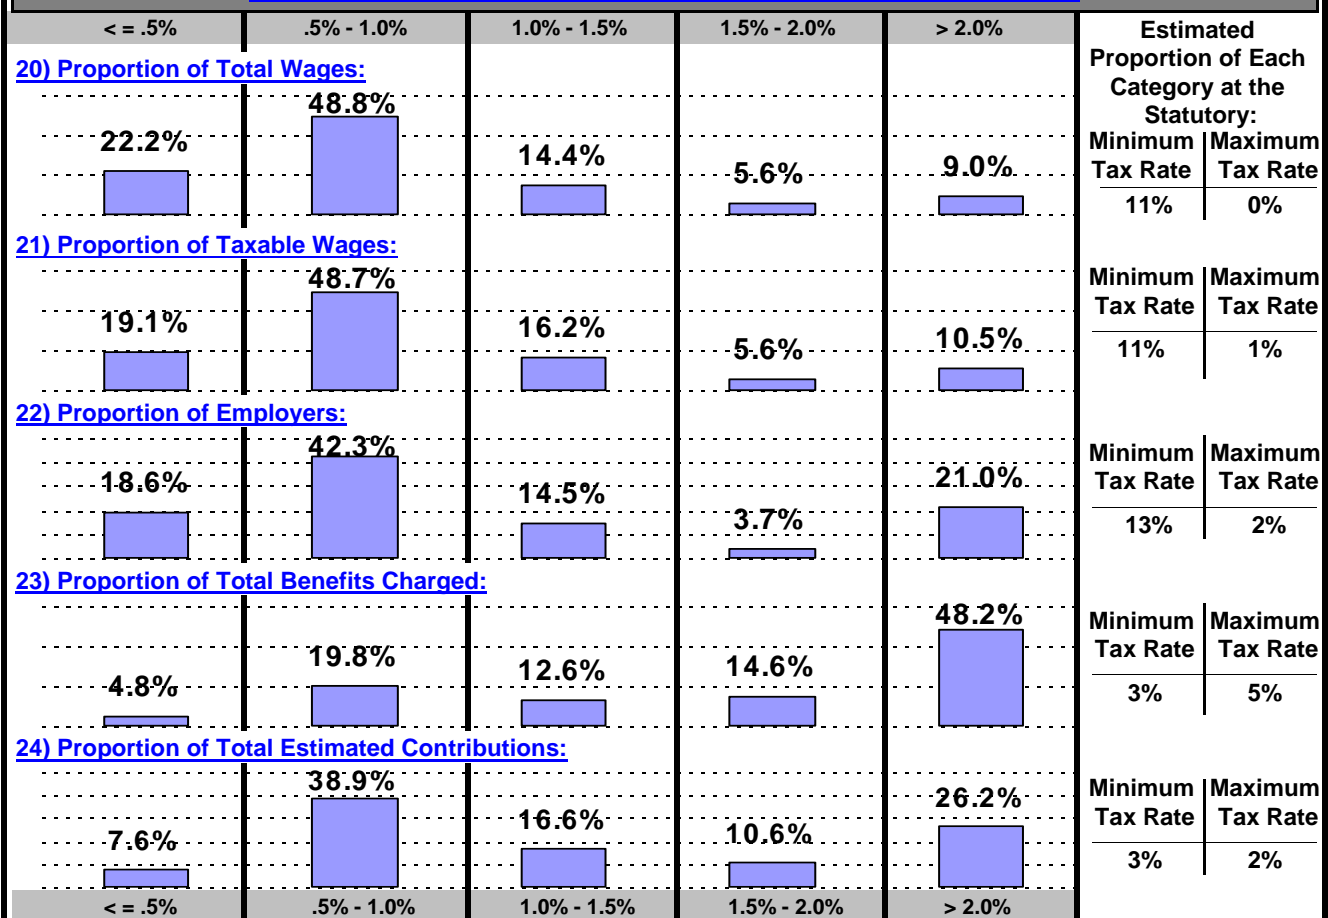 < = .5% .5% - 1.0% 1.0% - 1.5% 1.5% - 2.0% > 2.0%
Estimated
Proportion of Each
Category at the
Statutory:
20) Proportion of Total Wages:
22.2% 48.8% 14.4% 5.6% 9.0%
Minimum Maximum
Tax Rate Tax Rate
11% 0%
21) Proportion of Taxable Wages:
19.1% 48.7% 16.2% 5.6% 10.5%
Minimum Maximum
Tax Rate Tax Rate
11% 1%
22) Proportion of Employers:
18.6% 42.3% 14.5% 3.7% 21.0%
Minimum Maximum
Tax Rate Tax Rate
13% 2%
23) Proportion of Total Benefits Charged:
4.8% 19.8% 12.6% 14.6% 48.2%
Minimum Maximum
Tax Rate Tax Rate
3% 5%
24) Proportion of Total Estimated Contributions:
7.6% 38.9% 16.6% 10.6% 26.2%
Minimum Maximum
Tax Rate Tax Rate
3% 2%
< = .5% .5% - 1.0% 1.0% - 1.5% 1.5% - 2.0% > 2.0%